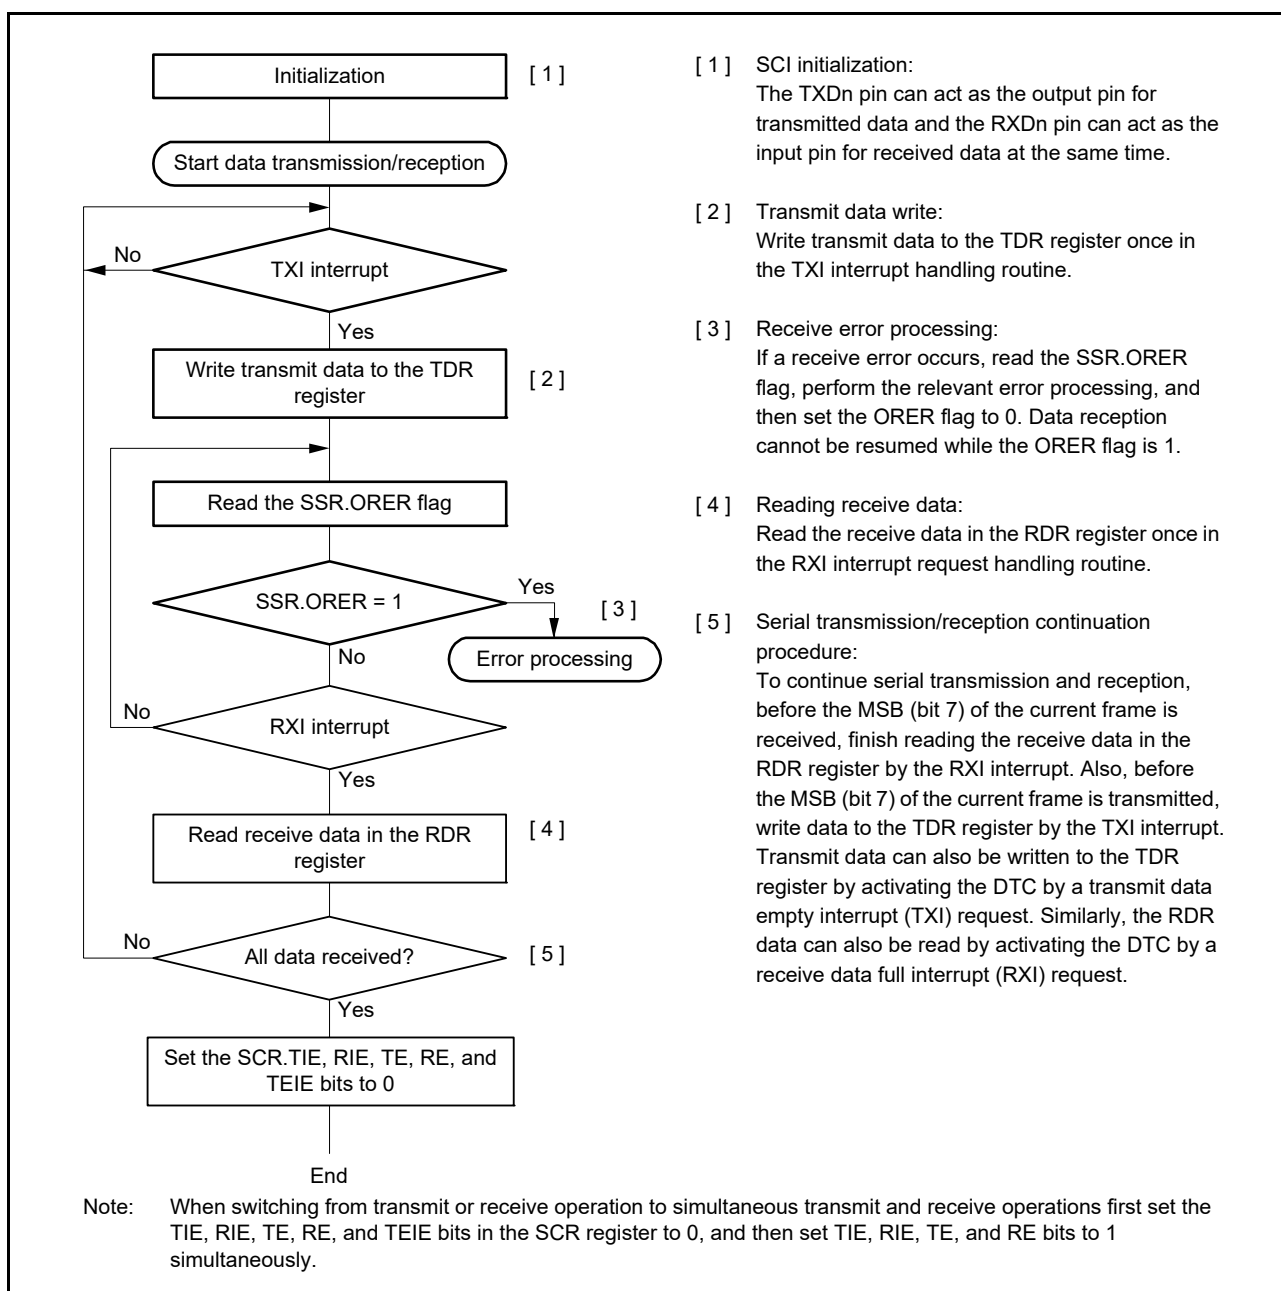 Initialization
[ 1 ]
Start data transmission/reception
No
TXI interrupt
Yes
Write transmit data to the TDR
register
[ 2 ]
Read the SSR.ORER flag
SSR.ORER = 1
Yes
[ 3 ]
Error processing
No
No
RXI interrupt
Yes
Read receive data in the RDR
register
[ 4 ]
No
All data received?
[ 5 ]
Yes
Set the SCR.TIE, RIE, TE, RE, and
TEIE bits to 0
End
[ 1 ] SCI initialization:
The TXDn pin can act as the output pin for
transmitted data and the RXDn pin can act as the
input pin for received data at the same time.
[ 2 ] Transmit data write:
Write transmit data to the TDR register once in
the TXI interrupt handling routine.
[ 3 ] Receive error processing:
If a receive error occurs, read the SSR.ORER
flag, perform the relevant error processing, and
then set the ORER flag to 0. Data reception
cannot be resumed while the ORER flag is 1.
[ 4 ] Reading receive data:
Read the receive data in the RDR register once in
the RXI interrupt request handling routine.
[ 5 ] Serial transmission/reception continuation
procedure:
To continue serial transmission and reception,
before the MSB (bit 7) of the current frame is
received, finish reading the receive data in the
RDR register by the RXI interrupt. Also, before
the MSB (bit 7) of the current frame is transmitted,
write data to the TDR register by the TXI interrupt.
Transmit data can also be written to the TDR
register by activating the DTC by a transmit data
empty interrupt (TXI) request. Similarly, the RDR
data can also be read by activating the DTC by a
receive data full interrupt (RXI) request.
Note: When switching from transmit or receive operation to simultaneous transmit and receive operations first set the
TIE, RIE, TE, RE, and TEIE bits in the SCR register to 0, and then set TIE, RIE, TE, and RE bits to 1
simultaneously.